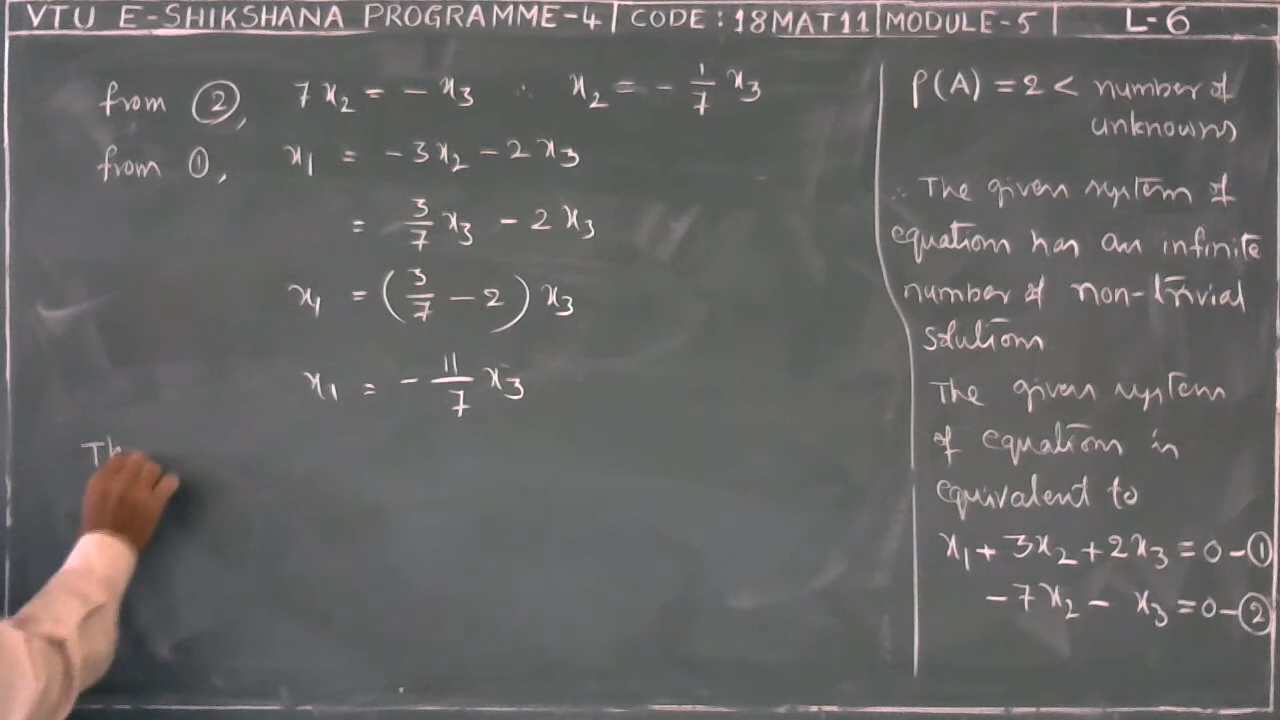 VTU E-SHIKSHANA PROGRAMME-4 | CODE: 18MAT11 | MODULE-5 | L-6
from ②, 7x₂ = - x₃ ∴ x₂ = - 1/7 x₃
from ①, x₁ = -3x₂ - 2x₃
= 3/7 x₃ - 2x₃
x₁ = (3/7 - 2) x₃
x₁ = - 11/7 x₃
Th
ρ(A) = 2 < number of
unknowns
∴ The given system of
equation has an infinite
number of non-trivial
solution
The given system
of equation is
equivalent to
x₁ + 3x₂ + 2x₃ = 0 - ①
-7x₂ - x₃ = 0 - ②